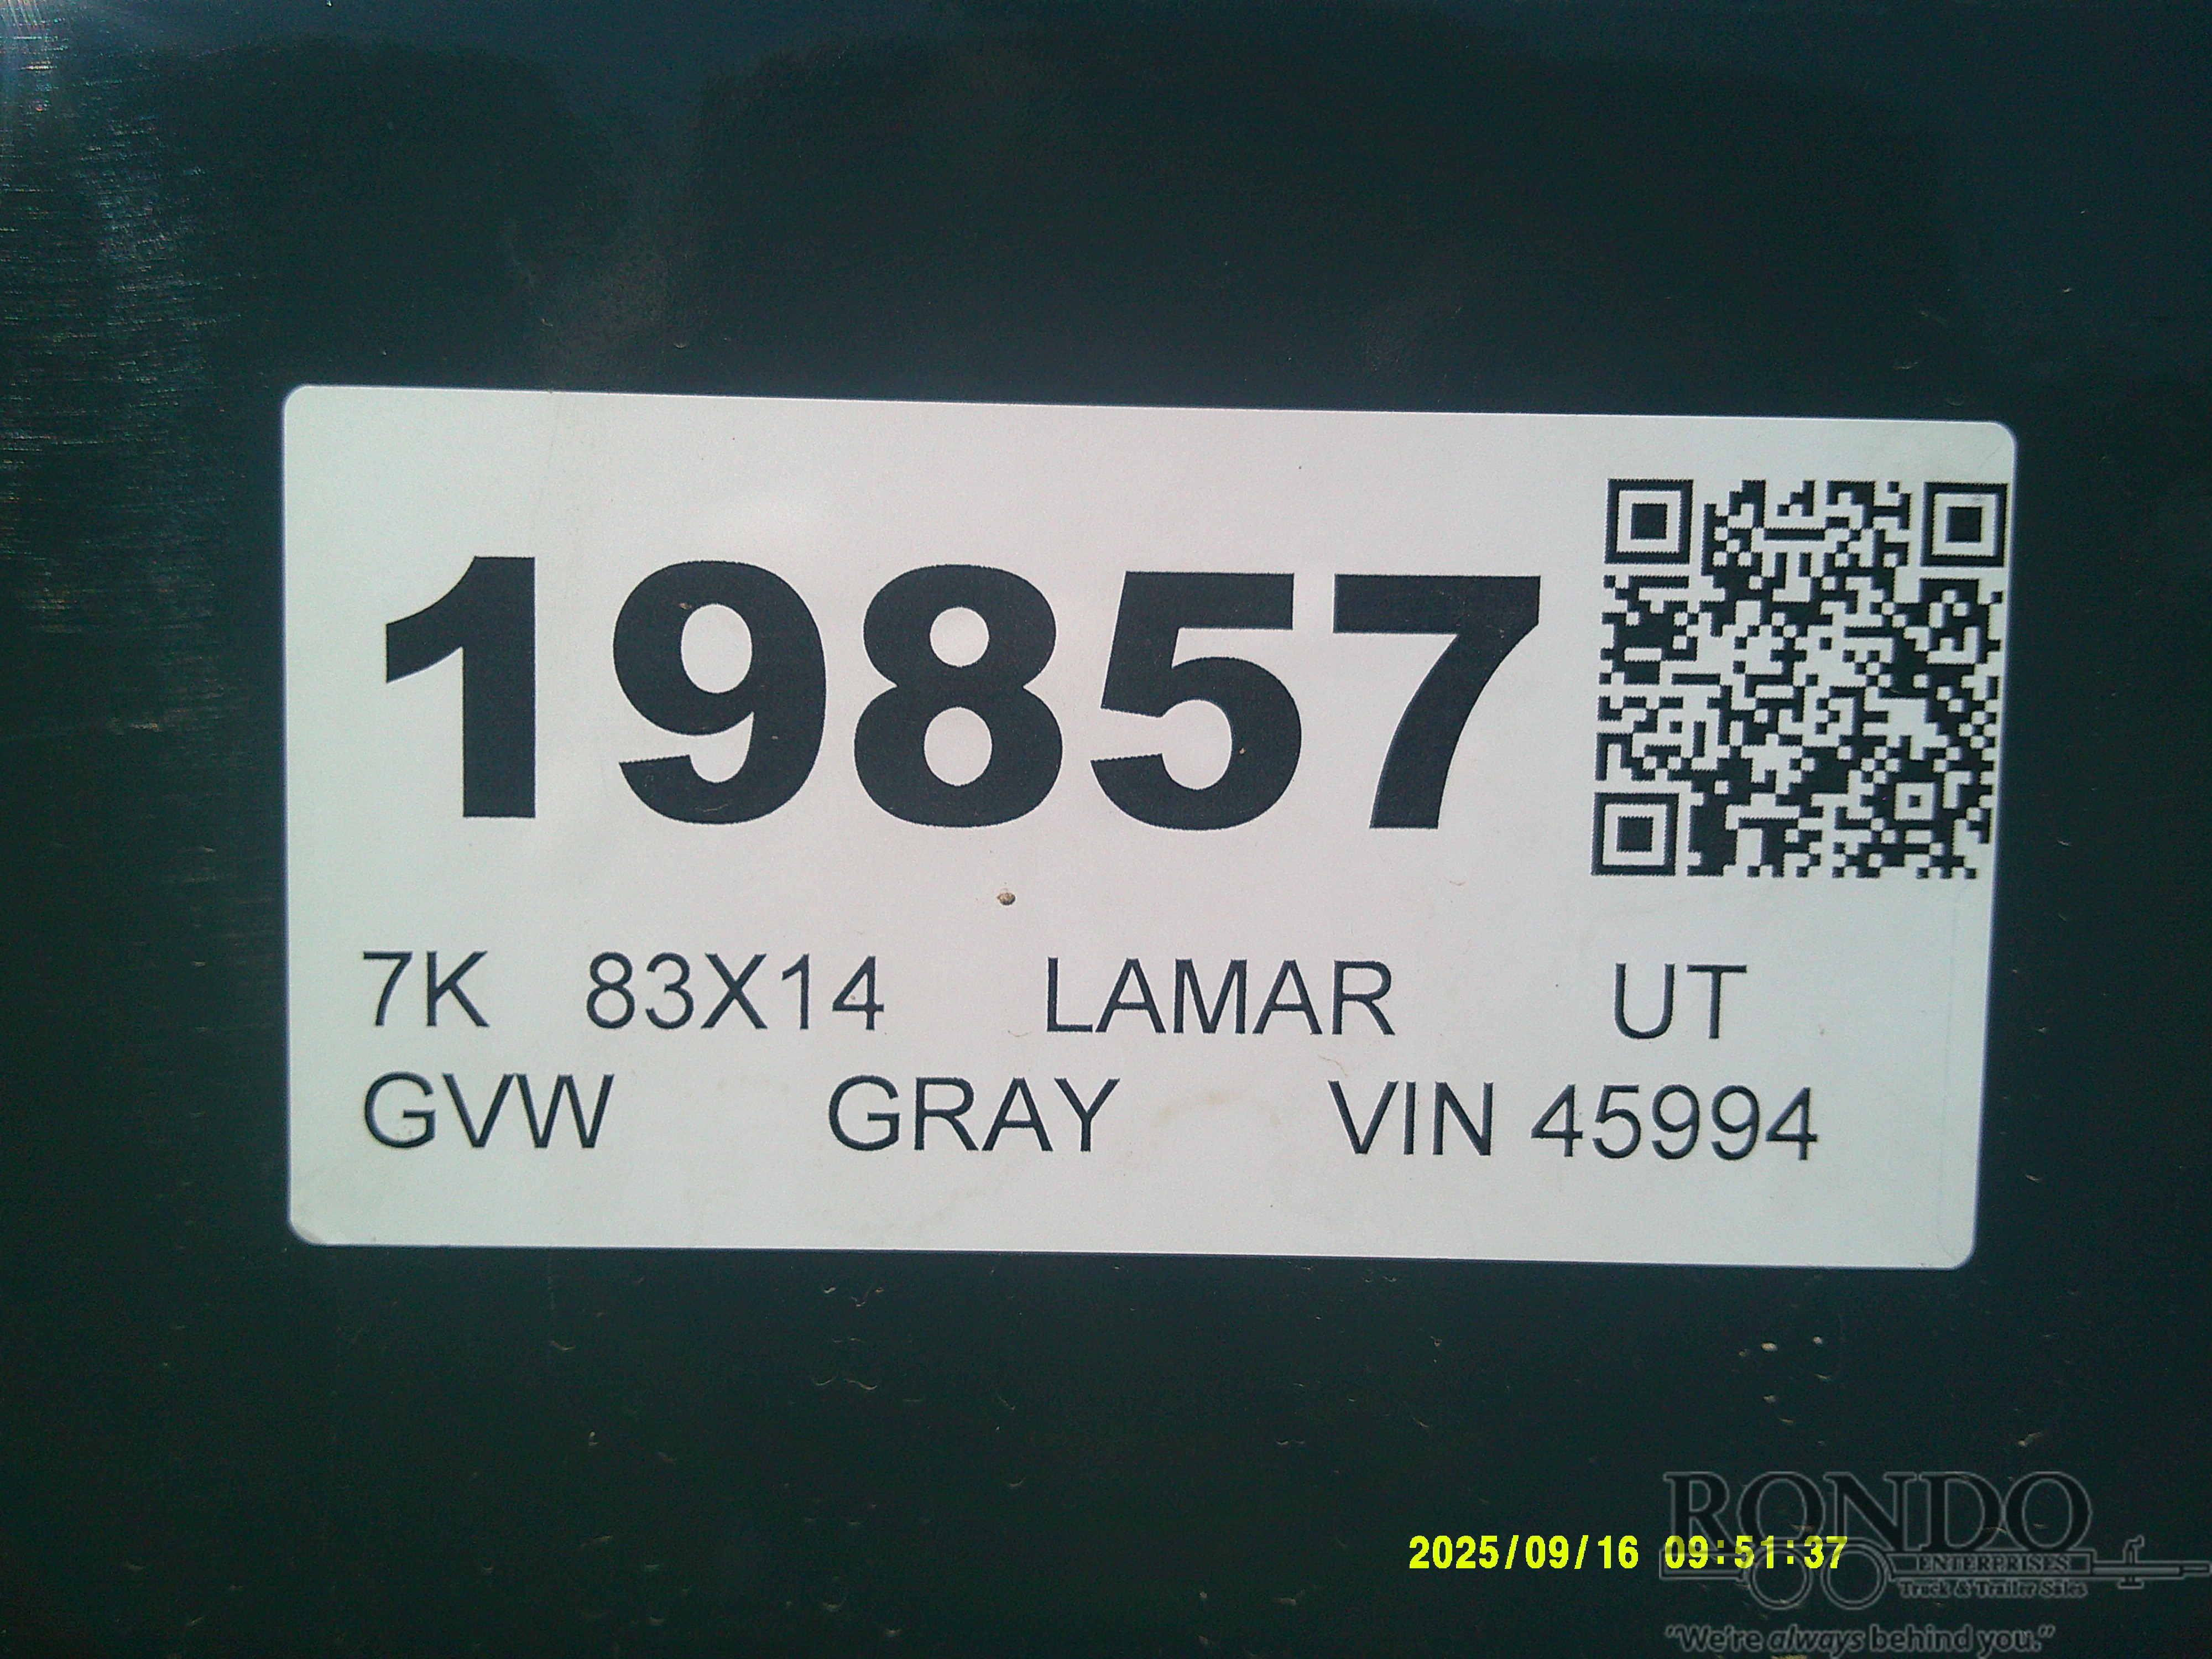 19857
7K 83X14 LAMAR UT
GVW GRAY VIN 45994
2025/09/16 09:51:37
RONDO
ENTERPRISES
Truck & Trailer Sales
"We're always behind you."